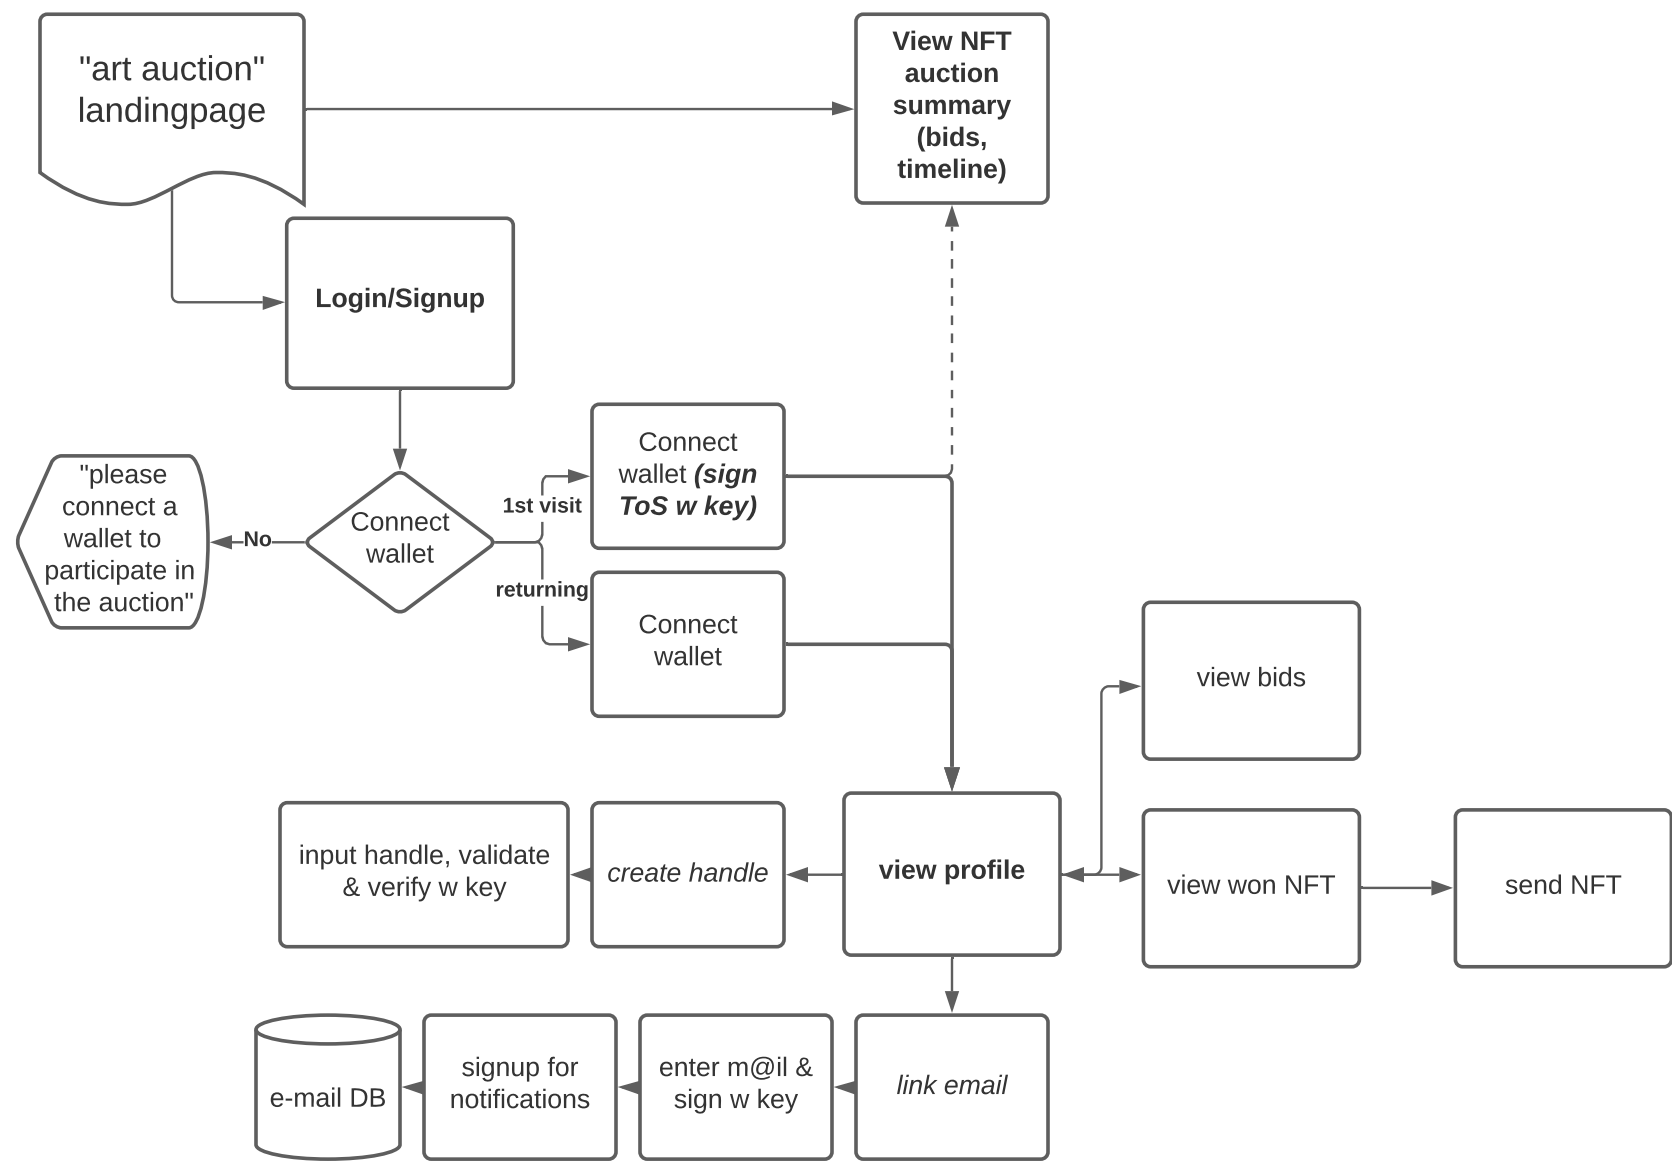 "art auction"
landingpage
View NFT
auction
summary
(bids,
timeline)
Login/Signup
Connect
wallet (sign
ToS w key)
1st visit
"please
connect a
wallet to
participate in
the auction"
No
Connect
wallet
returning
Connect
wallet
view bids
input handle, validate
& verify w key
create handle
view profile
view won NFT
send NFT
e-mail DB
signup for
notifications
enter m@il &
sign w key
link email